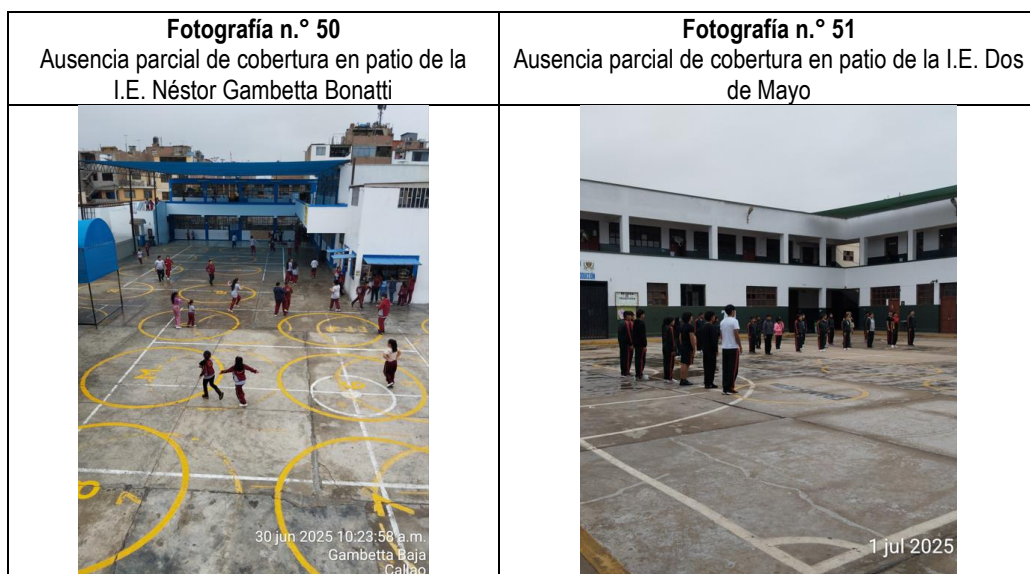 Fotografía n.° 50
Ausencia parcial de cobertura en patio de la
I.E. Néstor Gambetta Bonatti
Fotografía n.° 51
Ausencia parcial de cobertura en patio de la I.E. Dos
de Mayo
30 jun 2025 10:23:58 a.m.
Gambetta Baja
Callao
1 jul 2025